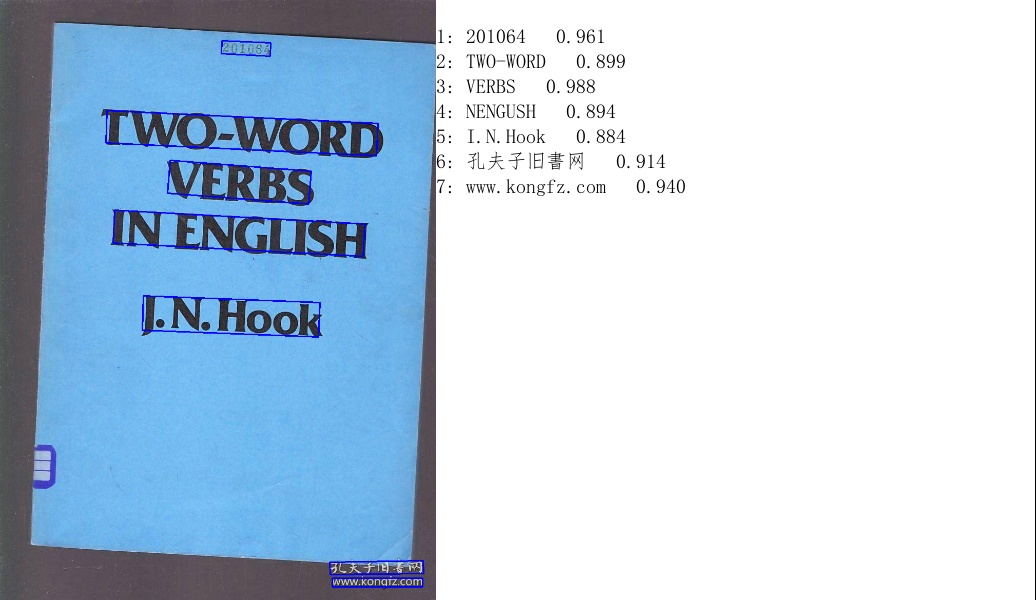 201064
TWO-WORD
VERBS
IN ENGLISH
J. N. Hook
孔夫子旧書网
www.kongfz.com
1: 201064 0.961
2: TWO-WORD 0.899
3: VERBS 0.988
4: NENGUSH 0.894
5: I.N.Hook 0.884
6: 孔夫子旧書网 0.914
7: www.kongfz.com 0.940